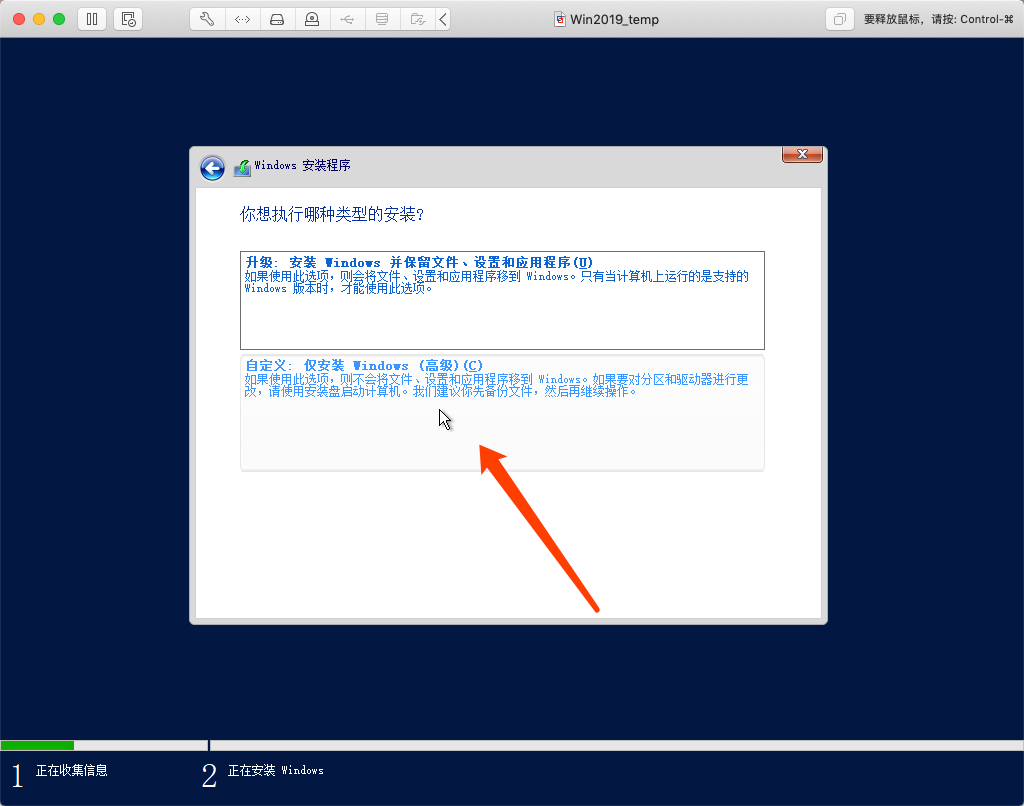 Win2019_temp
要释放鼠标，请按: Control-⌘
Windows 安装程序
你想执行哪种类型的安装?
升级: 安装 Windows 并保留文件、设置和应用程序(U)
如果使用此选项，则会将文件、设置和应用程序移到 Windows。只有当计算机上运行的是支持的
Windows 版本时，才能使用此选项。
自定义: 仅安装 Windows (高级)(C)
如果使用此选项，则不会将文件、设置和应用程序移到 Windows。如果要对分区和驱动器进行更
改，请使用安装盘启动计算机。我们建议你先备份文件，然后再继续操作。
1 正在收集信息
2 正在安装 Windows